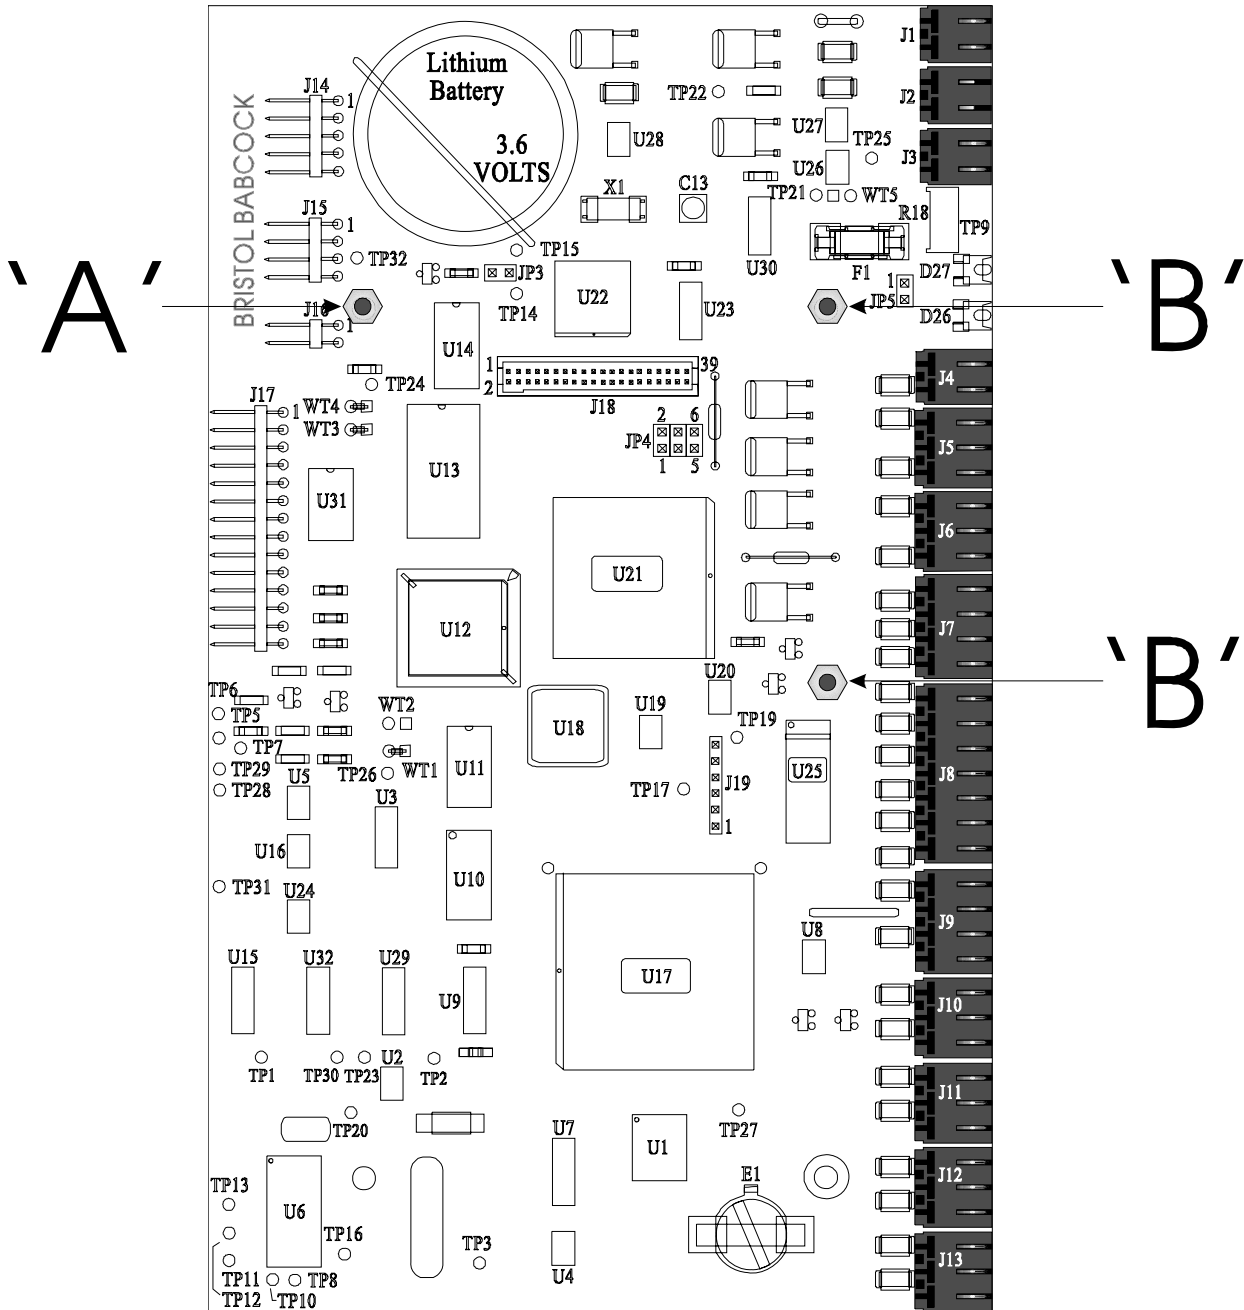 J1
Lithium
Battery
3.6
VOLTS
J14
1
TP22
J2
U28
U27
TP25
J3
U26
BRISTOL BABCOCK
X1
C13
TP21
WT5
J15
1
R18
TP9
TP15
TP32
JP3
U30
F1
D27
'A'
U22
1
JP5
'B'
TP14
U23
D26
J16
1
U14
1
39
2
J18
TP24
J4
J17
1
WT4
WT3
2 6
JP4
1 5
J5
U13
U31
J6
U21
U12
J7
U20
'B'
TP6
TP5
WT2
U19
TP7
U18
TP19
TP29
TP26
WT1
U11
U25
J8
TP28
U5
U3
TP17
J19
1
U16
TP31
U24
U10
J9
U8
U15
U32
U29
U9
U17
J10
TP1
TP30
TP23
U2
TP2
J11
TP20
TP27
U7
U1
J12
TP13
E1
U6
TP16
TP3
J13
TP11
TP8
U4
TP12
TP10